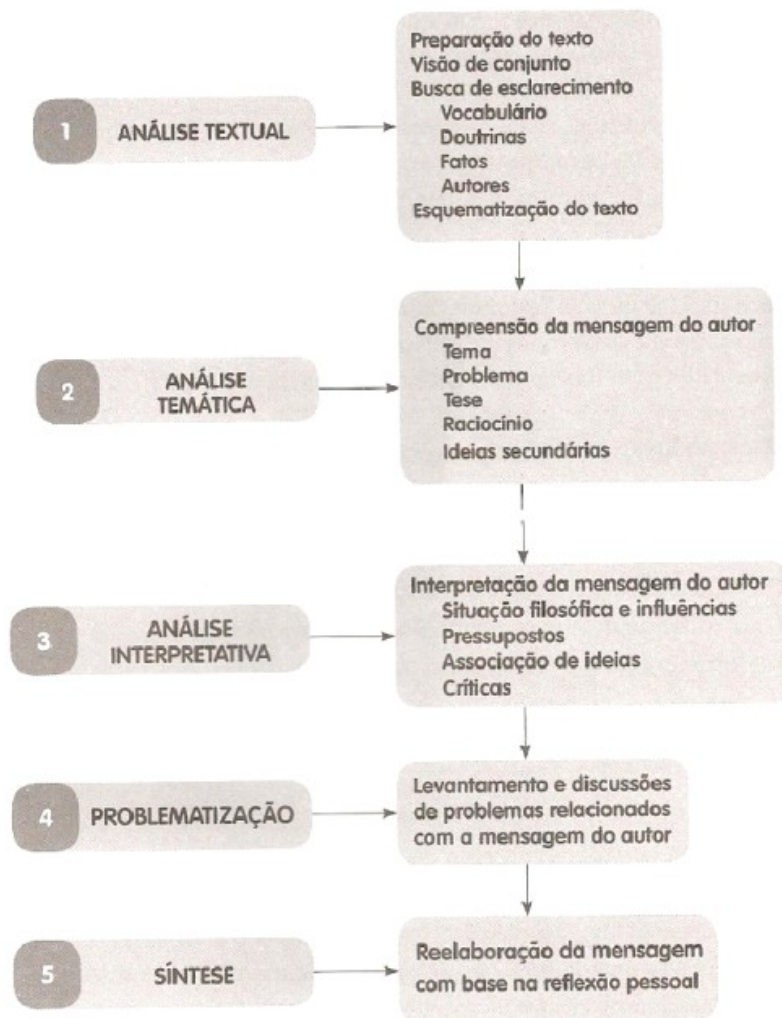 1
ANÁLISE TEXTUAL
Preparação do texto
Visão de conjunto
Busca de esclarecimento
Vocabulário
Doutrinas
Fatos
Autores
Esquematização do texto
2
ANÁLISE
TEMÁTICA
Compreensão da mensagem do autor
Tema
Problema
Tese
Raciocínio
Ideias secundárias
3
ANÁLISE
INTERPRETATIVA
Interpretação da mensagem do autor
Situação filosófica e influências
Pressupostos
Associação de ideias
Críticas
4
PROBLEMATIZAÇÃO
Levantamento e discussões
de problemas relacionados
com a mensagem do autor
5
SÍNTESE
Reelaboração da mensagem
com base na reflexão pessoal